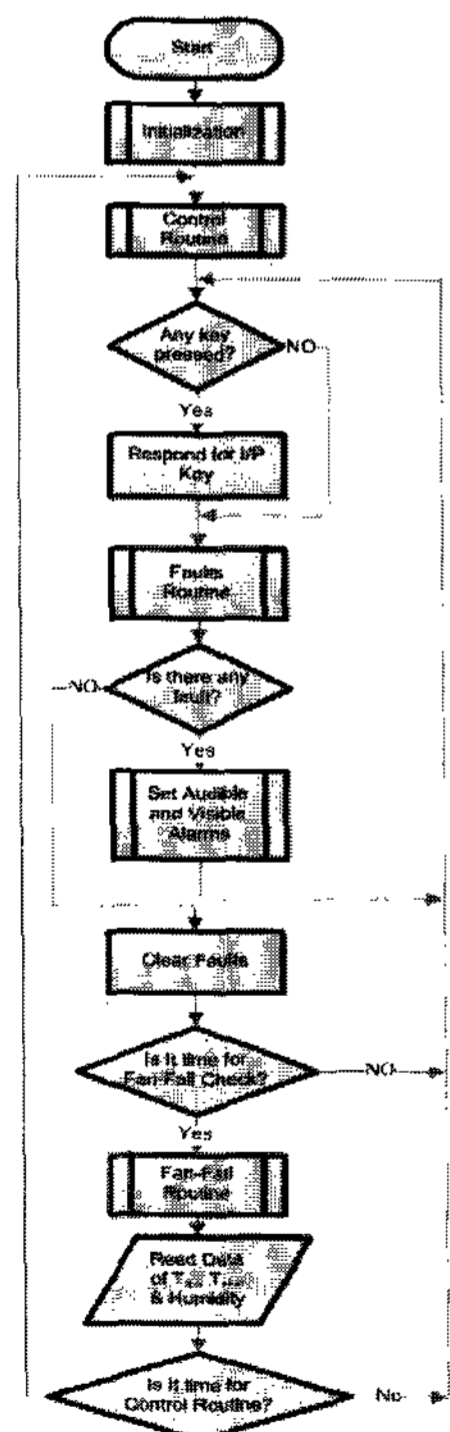 Start
Initialization
Control
Routine
Any key
pressed?
NO
Yes
Respond for I/P
Key
Faults
Routine
Is there any
fault?
NO
Yes
Set Audible
and Visible
Alarms
Clear Faults
Is it time for
Fan-Fail Check?
NO
Yes
Fan-Fail
Routine
Read Data
of
& Humidity
Is it time for
Control Routine?
No